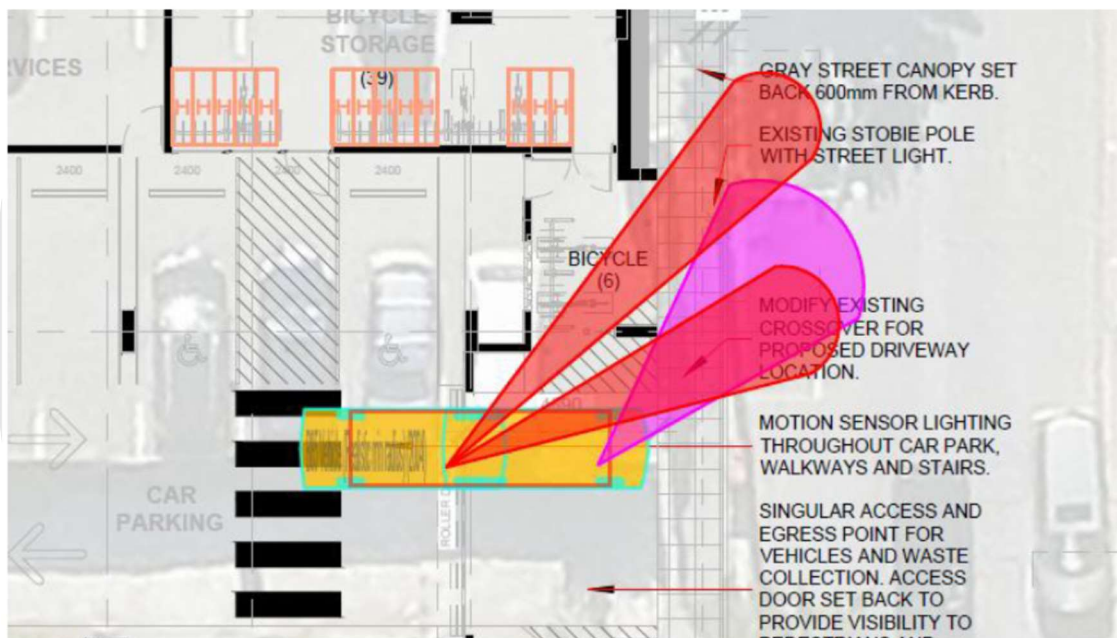 BICYCLE
STORAGE
(39)
RVICES
2400
2400
2400
2400
BICYCLE
(6)
CAR
PARKING
GRAY STREET CANOPY SET
BACK 600mm FROM KERB.
EXISTING STOBIE POLE
WITH STREET LIGHT.
MODIFY EXISTING
CROSSOVER FOR
PROPOSED DRIVEWAY
LOCATION.
MOTION SENSOR LIGHTING
THROUGHOUT CAR PARK,
WALKWAYS AND STAIRS.
SINGULAR ACCESS AND
EGRESS POINT FOR
VEHICLES AND WASTE
COLLECTION. ACCESS
DOOR SET BACK TO
PROVIDE VISIBILITY TO
PEDESTRIANS AND
ROLLER D